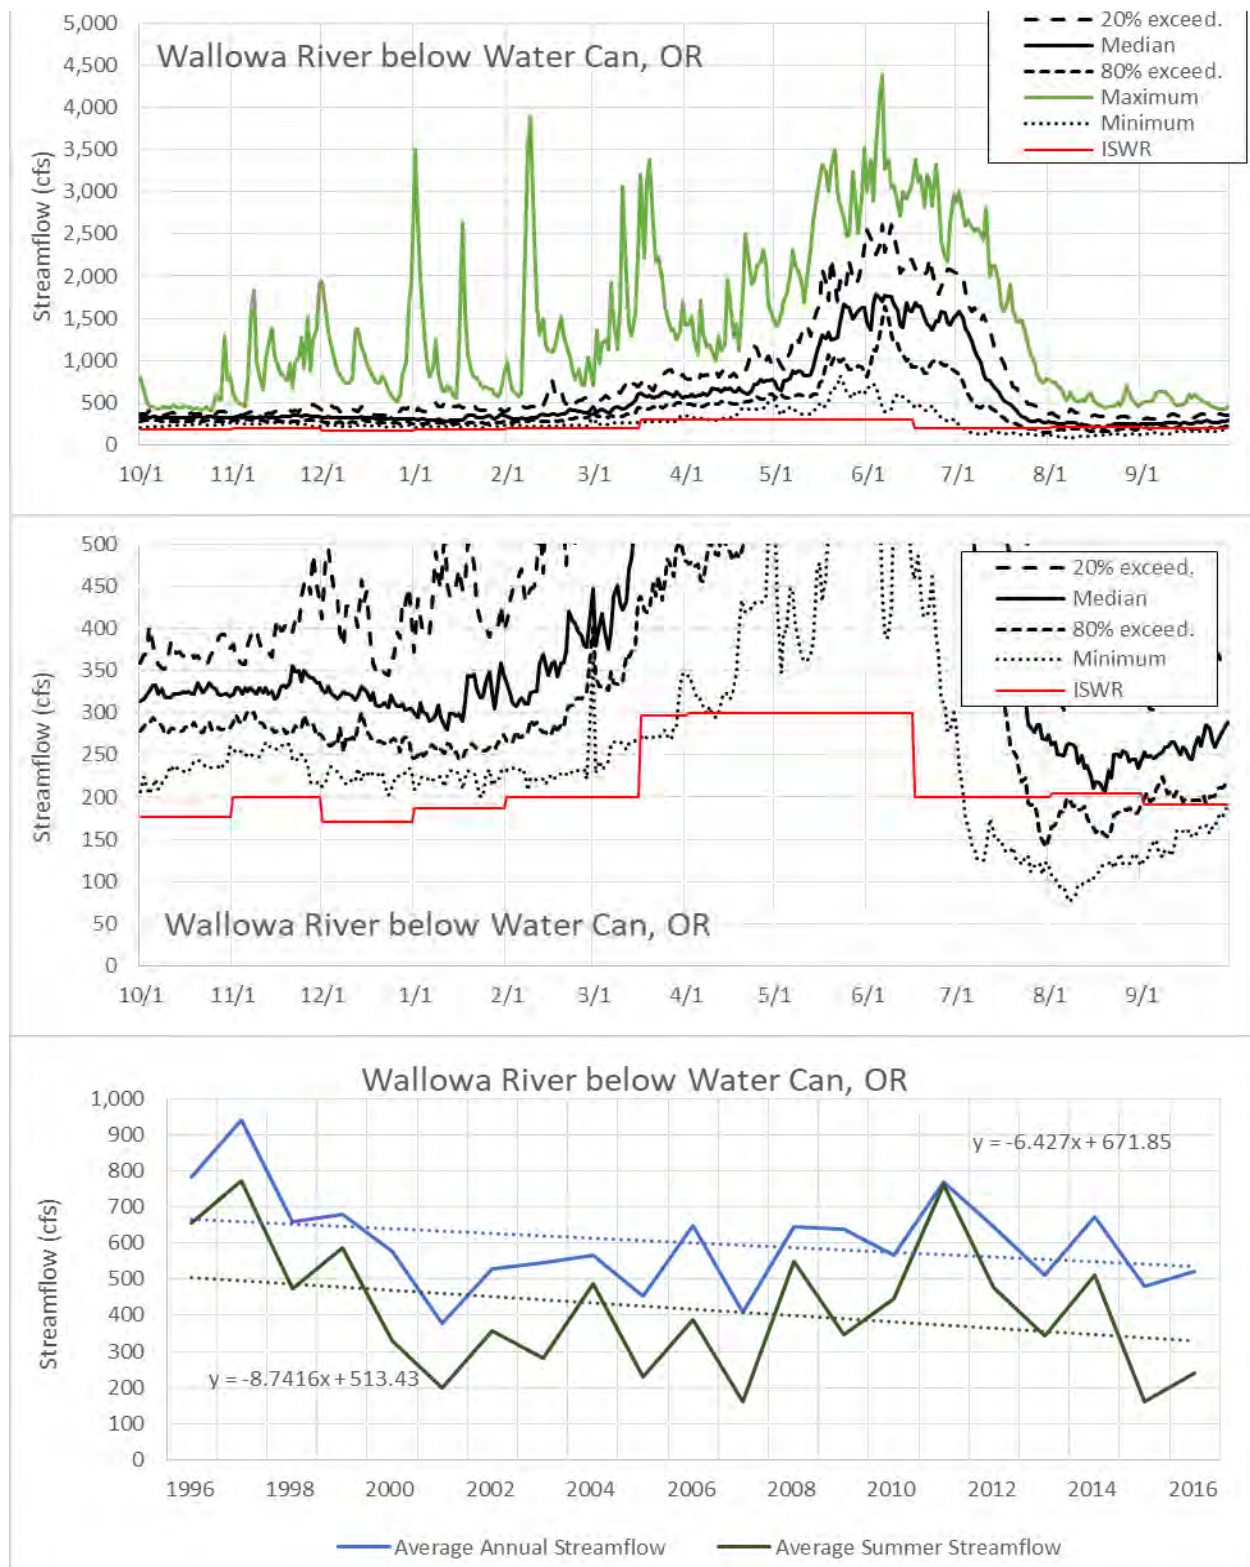 5,000
4,500
4,000
3,500
3,000
2,500
2,000
1,500
1,000
500
0
Streamflow (cfs)
Wallowa River below Water Can, OR
20% exceed.
Median
80% exceed.
Maximum
Minimum
ISWR
10/1 11/1 12/1 1/1 2/1 3/1 4/1 5/1 6/1 7/1 8/1 9/1
500
450
400
350
300
250
200
150
100
50
0
Streamflow (cfs)
20% exceed.
Median
80% exceed.
Minimum
ISWR
Wallowa River below Water Can, OR
10/1 11/1 12/1 1/1 2/1 3/1 4/1 5/1 6/1 7/1 8/1 9/1
Wallowa River below Water Can, OR
1,000
900
800
700
600
500
400
300
200
100
0
Streamflow (cfs)
y = -6.427x + 671.85
y = -8.7416x + 513.43
1996 1998 2000 2002 2004 2006 2008 2010 2012 2014 2016
Average Annual Streamflow Average Summer Streamflow